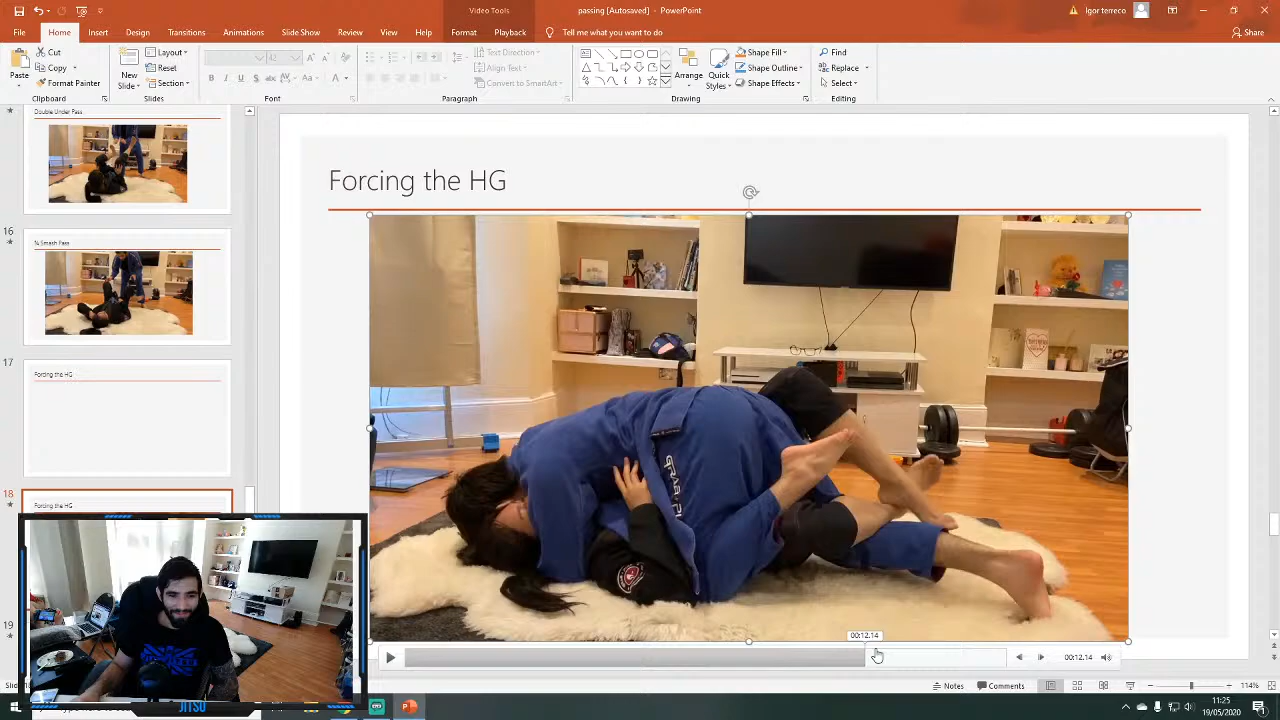 Video Tools
passing [Autosaved] - PowerPoint
Igor terreco
File Home Insert Design Transitions Animations Slide Show Review View Help Format Playback Tell me what you want to do Share
Paste
Cut
Copy
Format Painter
Clipboard
New Slide
Layout
Reset
Section
Slides
42
Font
Text Direction
Align Text
Convert to SmartArt
Paragraph
Arrange
Quick Styles
Shape Fill
Shape Outline
Shape Effects
Drawing
Find
Replace
Select
Editing
Double Under Pass
16
¾ Smash Pass
17
Forcing the HG
18
Forcing the HG
19
Forcing the HG
00:12.14
00:12.14
JITSU
Notes
Comments
114%
11:25
19/05/2020